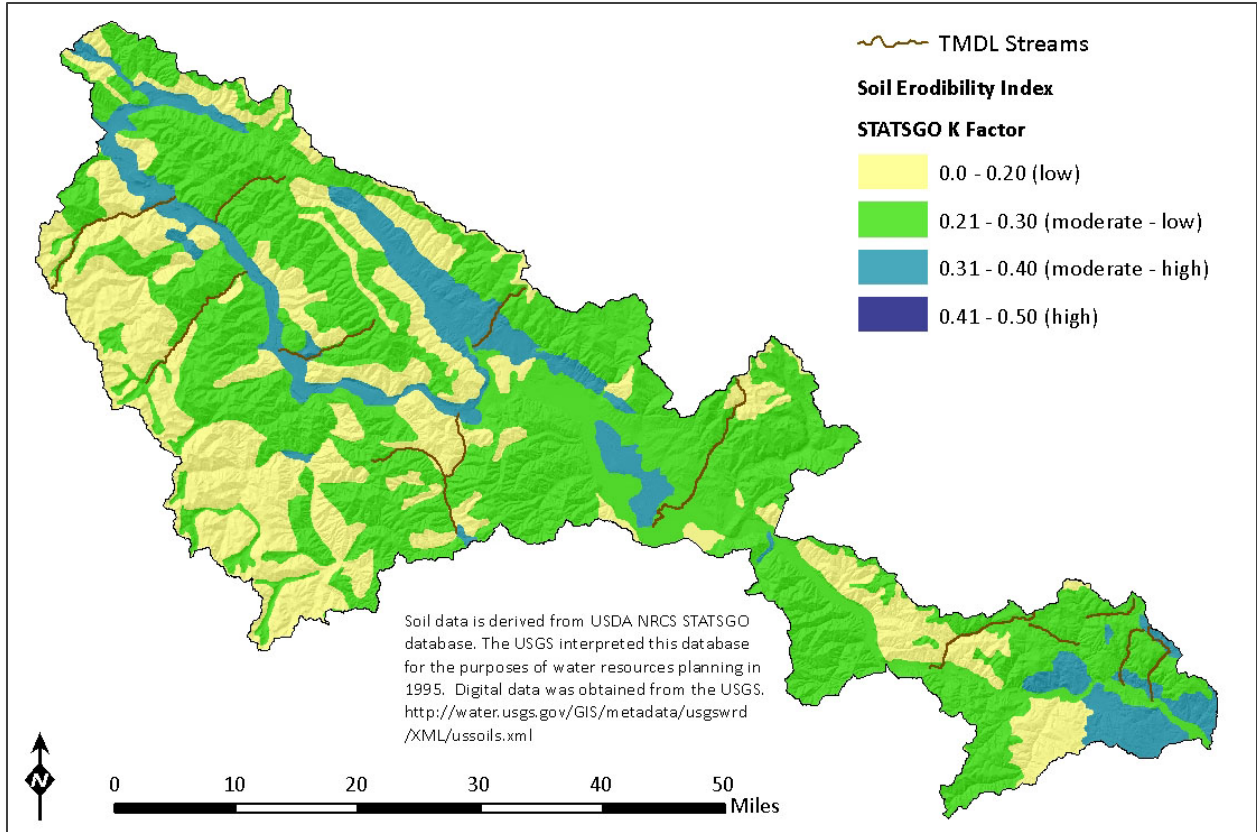 TMDL Streams
Soil Erodibility Index
STATSGO K Factor
0.0 - 0.20 (low)
0.21 - 0.30 (moderate - low)
0.31 - 0.40 (moderate - high)
0.41 - 0.50 (high)
Soil data is derived from USDA NRCS STATSGO
database. The USGS interpreted this database
for the purposes of water resources planning in
1995. Digital data was obtained from the USGS.
http://water.usgs.gov/GIS/metadata/usgswrd
/XML/ussoils.xml
N
0 10 20 30 40 50
Miles